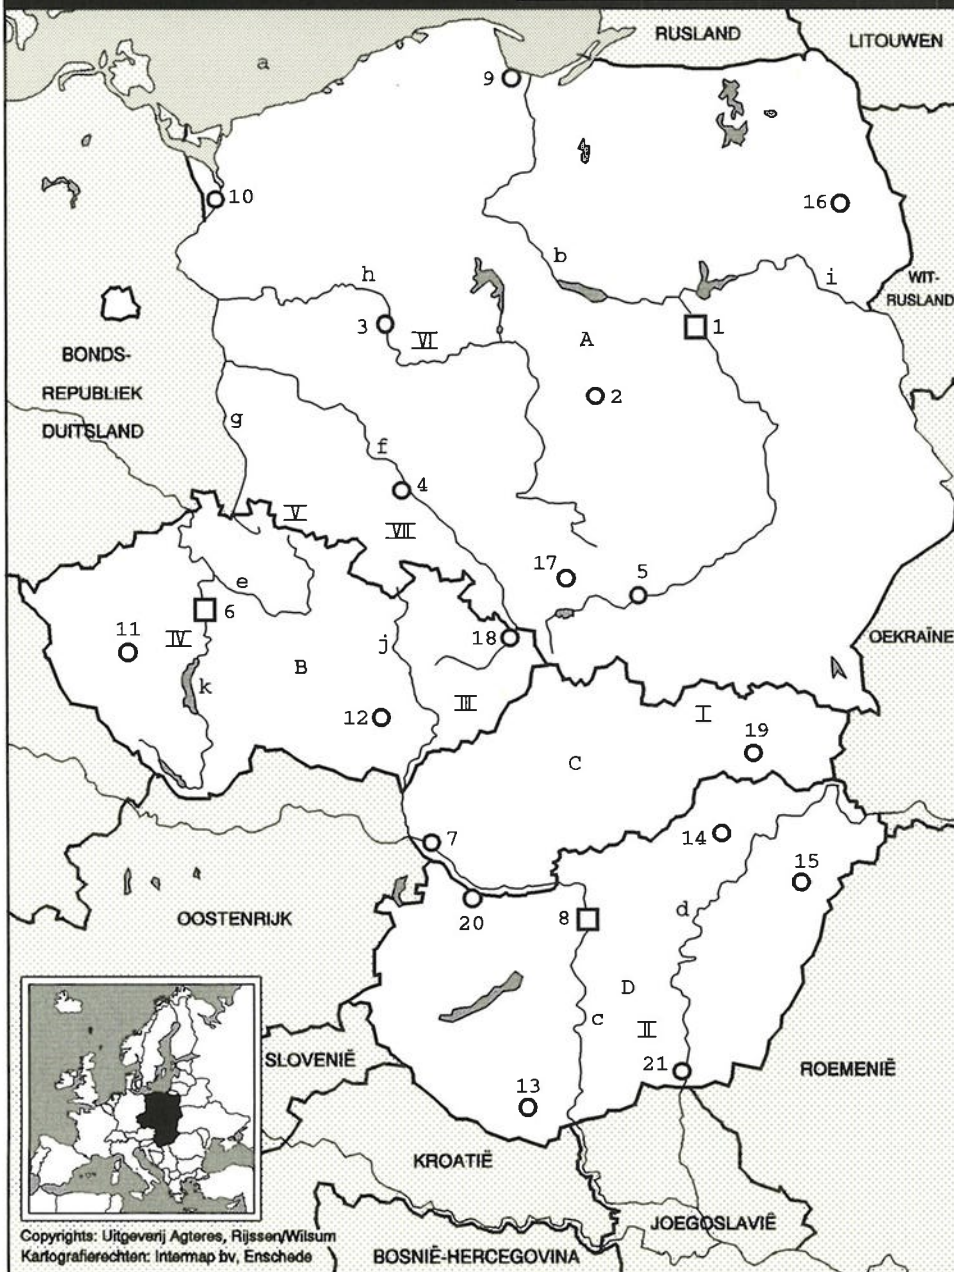 RUSLAND
LITOUWEN
a
9
10
16
b
h
i
WIT-
RUSLAND
3
VI
A
1
BONDS-
REPUBLIEK
DUITSLAND
2
g
f
4
V
VII
17
5
e
6
11
IV
18
j
OEKRAÏNE
B
k
III
12
I
19
C
7
14
15
OOSTENRIJK
20
8
d
D
c
II
SLOVENIË
21
ROEMENIË
13
KROATIË
JOEGOSLAVIË
BOSNIË-HERCEGOVINA
Copyrights: Uitgeverij Agteres, Rijssen/Wilsum
Kartografierechten: Intermap bv, Enschede